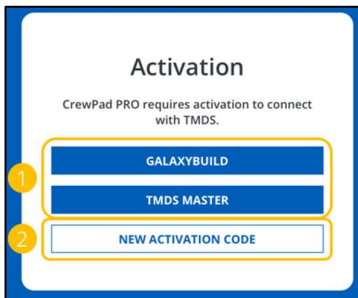 Activation
CrewPad PRO requires activation to connect
with TMDS.
GALAXYBUILD
1
TMDS MASTER
2
NEW ACTIVATION CODE